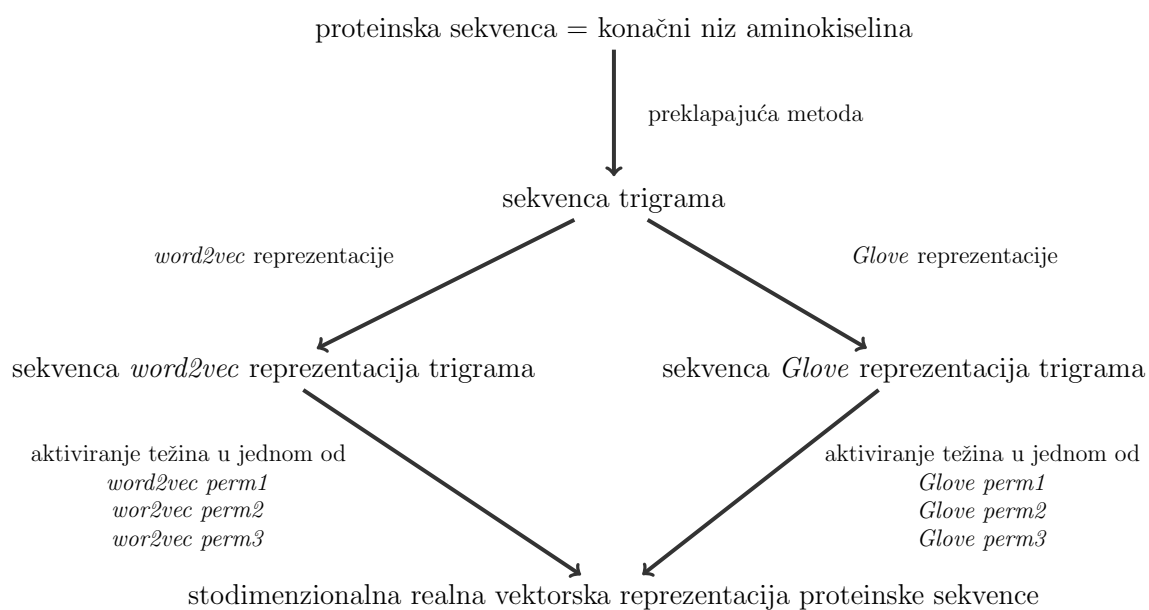 proteinska sekvenca = konačni niz aminokiselina
preklapajuća metoda
sekvenca trigrama
word2vec reprezentacije
Glove reprezentacije
sekvenca word2vec reprezentacija trigrama
sekvenca Glove reprezentacija trigrama
aktiviranje težina u jednom od
word2vec perm1
wor2vec perm2
wor2vec perm3
aktiviranje težina u jednom od
Glove perm1
Glove perm2
Glove perm3
stodimenzionalna realna vektorska reprezentacija proteinske sekvence